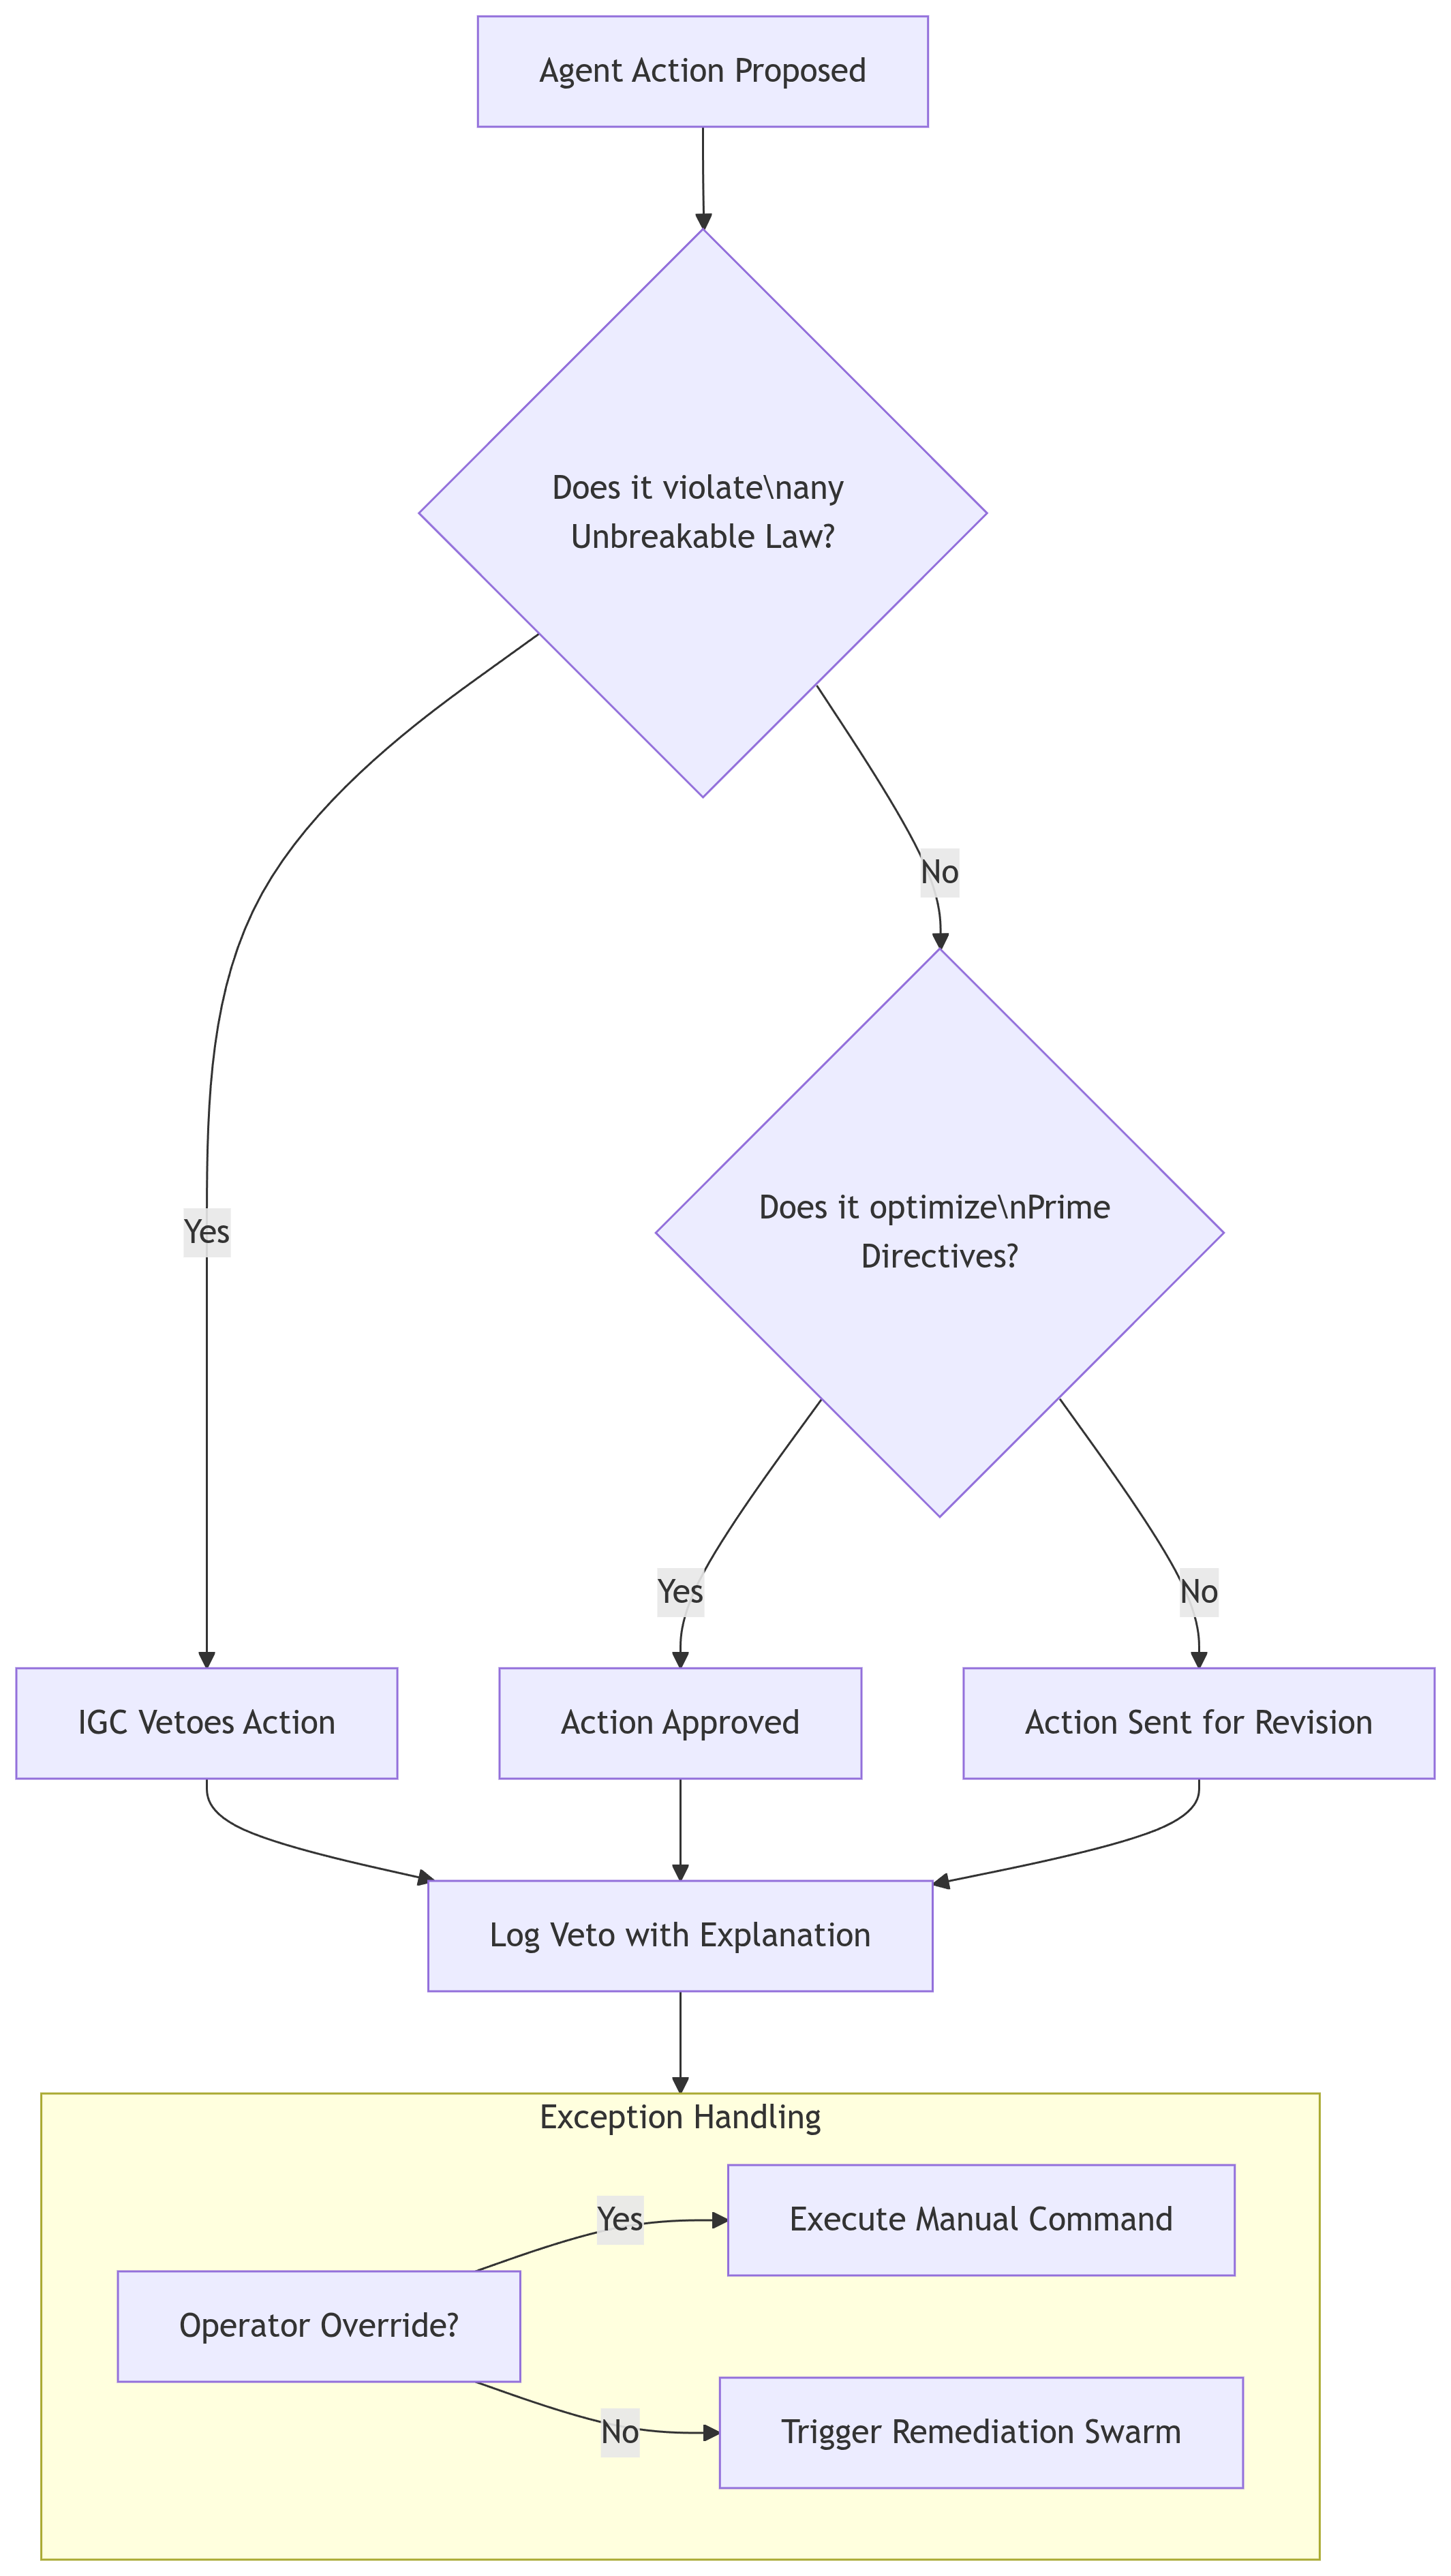 Agent Action Proposed
Does it violate\nany
Unbreakable Law?
No
Does it optimize\nPrime
Directives?
Yes
Yes
No
IGC Vetoes Action
Action Approved
Action Sent for Revision
Log Veto with Explanation
Exception Handling
Yes
Execute Manual Command
Operator Override?
No
Trigger Remediation Swarm